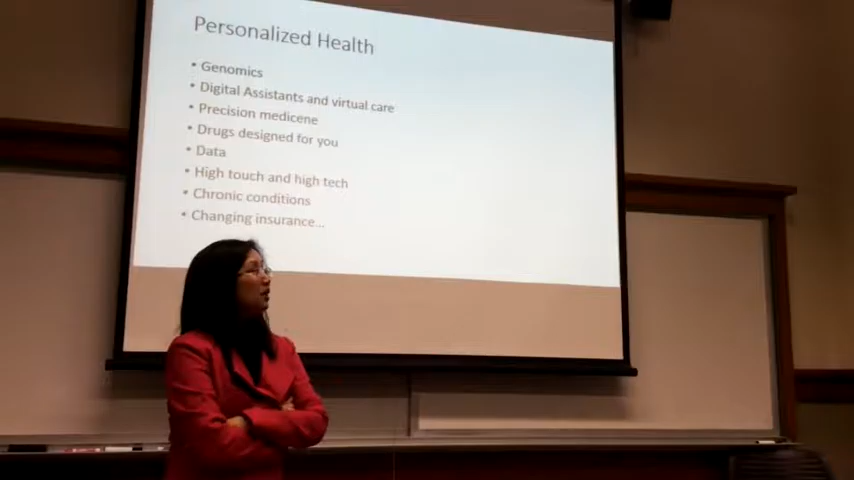 Personalized Health
• Genomics
• Digital Assistants and virtual care
• Precision medicene
• Drugs designed for you
• Data
• High touch and high tech
• Chronic conditions
• Changing insurance...